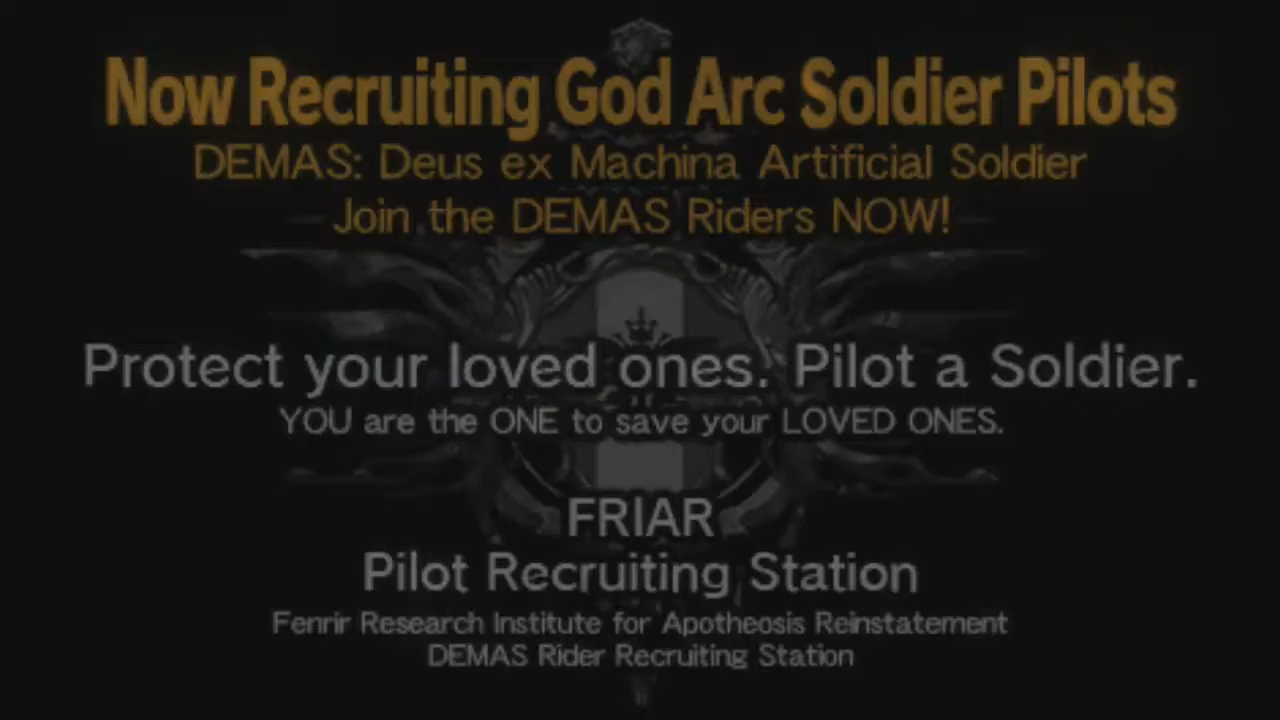 Now Recruiting God Arc Soldier Pilots
DEMAS: Deus ex Machina Artificial Soldier
Join the DEMAS Riders NOW!
Protect your loved ones. Pilot a Soldier.
YOU are the ONE to save your LOVED ONES.
FRIAR
Pilot Recruiting Station
Fenrir Research Institute for Apotheosis Reinstatement
DEMAS Rider Recruiting Station